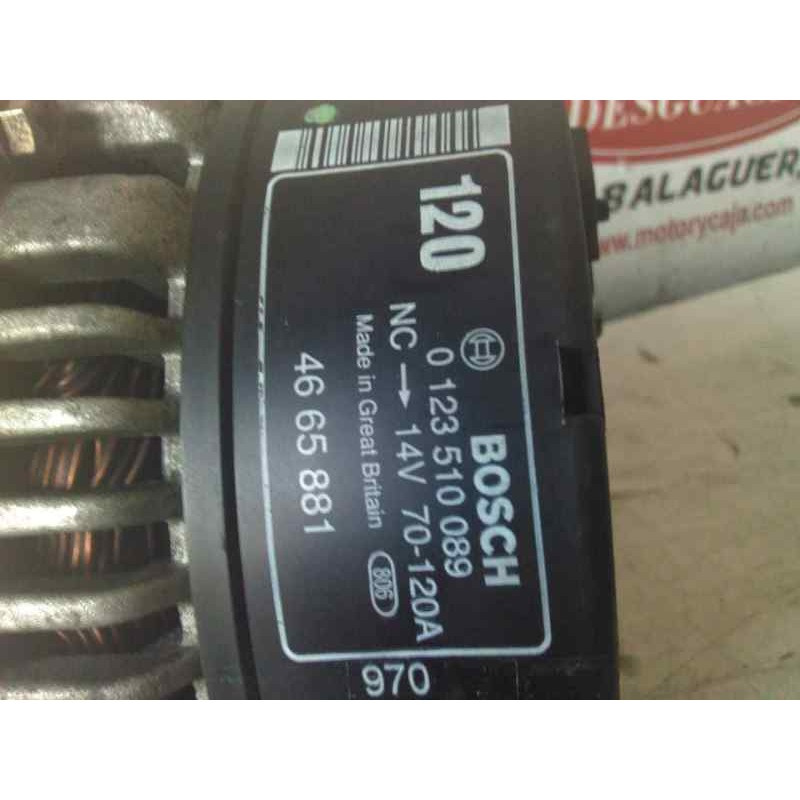 120
BOSCH
0 123 510 089
NC → 14V 70-120A
Made in Great Britain
806
46 65 881
970
DESGUACE
BALAGUER
www.motorycaja.com